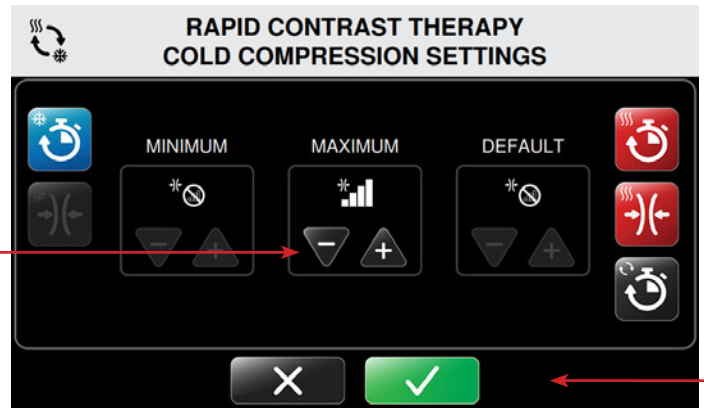 RAPID CONTRAST THERAPY
COLD COMPRESSION SETTINGS
MINIMUM MAXIMUM DEFAULT